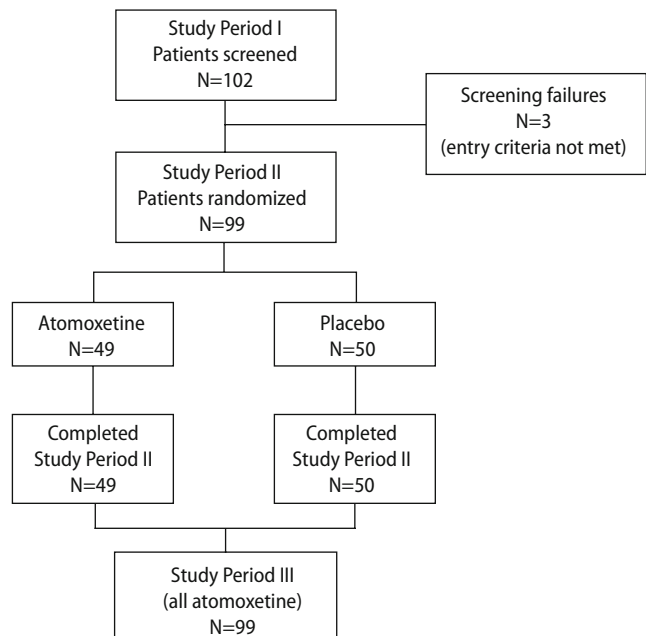 Study Period I
Patients screened
N=102
Screening failures
N=3
(entry criteria not met)
Study Period II
Patients randomized
N=99
Atomoxetine
N=49
Placebo
N=50
Completed
Study Period II
N=49
Completed
Study Period II
N=50
Study Period III
(all atomoxetine)
N=99